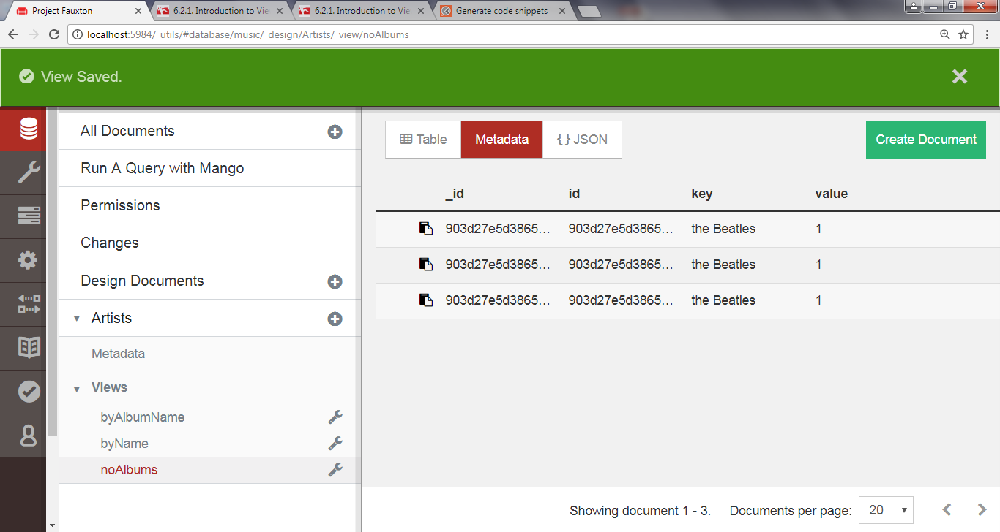 Project Fauxton
6.2.1. Introduction to Vie
6.2.1. Introduction to Vie
Generate code snippets
localhost:5984/_utils/#database/music/_design/Artists/_view/noAlbums
View Saved.
All Documents
Run A Query with Mango
Permissions
Changes
Design Documents
Artists
Metadata
Views
byAlbumName
byName
noAlbums
Table Metadata {} JSON
Create Document
_id id key value
903d27e5d3865... 903d27e5d3865... the Beatles 1
903d27e5d3865... 903d27e5d3865... the Beatles 1
903d27e5d3865... 903d27e5d3865... the Beatles 1
Showing document 1 - 3. Documents per page: 20